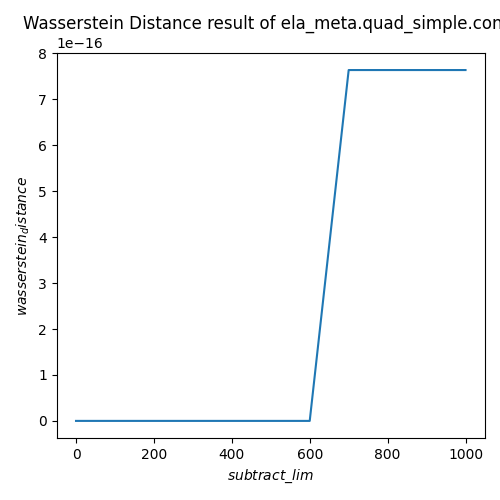 Wasserstein Distance result of ela_meta.quad_simple.con
1e−16
8
7
6
5
4
3
2
1
0
wasserstein_distance
0 200 400 600 800 1000
subtract_lim